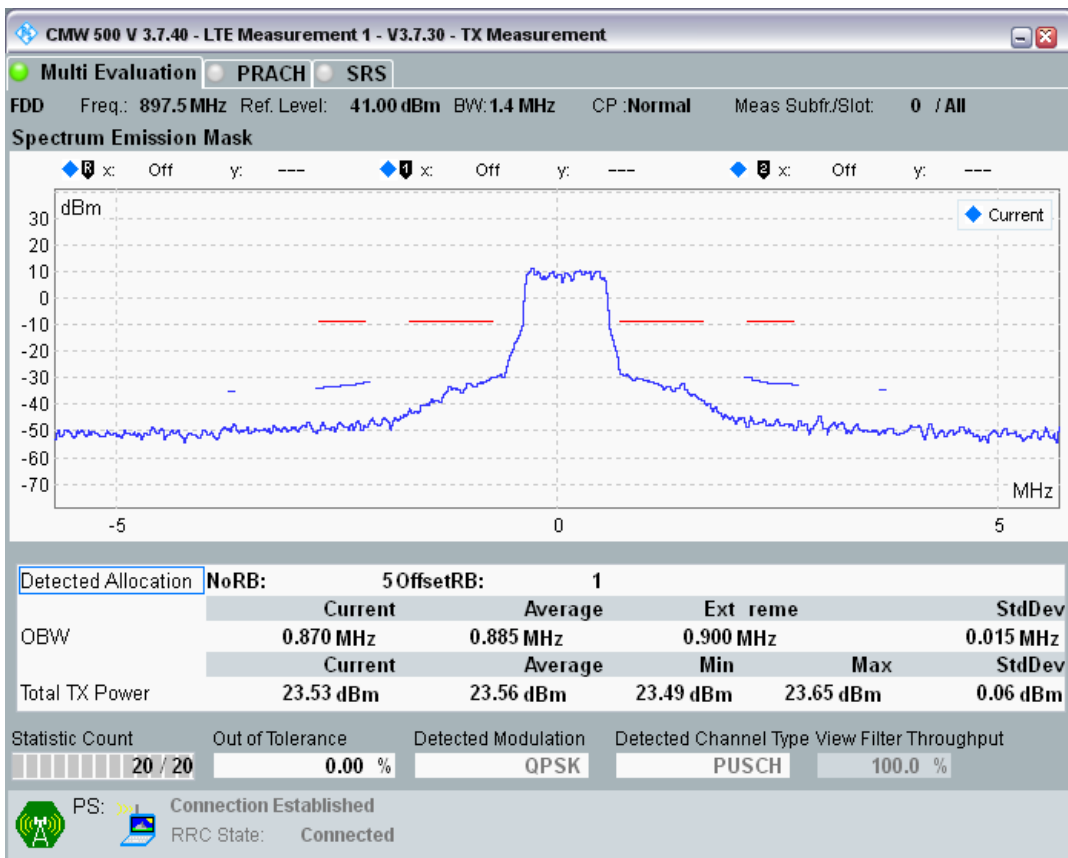 CMW 500 V 3.7.40 - LTE Measurement 1 - V3.7.30 - TX Measurement
Multi Evaluation PRACH SRS
FDD Freq.: 897.5 MHz Ref. Level: 41.00 dBm BW: 1.4 MHz CP :Normal Meas Subfr./Slot: 0 / All
Spectrum Emission Mask
R x: Off y: --- 1 x: Off y: --- 2 x: Off y: ---
dBm
Current
30
20
10
0
-10
-20
-30
-40
-50
-60
-70
MHz
-5 0 5
Detected Allocation NoRB: 5 OffsetRB: 1
Current Average Ext reme StdDev
OBW 0.870 MHz 0.885 MHz 0.900 MHz 0.015 MHz
Current Average Min Max StdDev
Total TX Power 23.53 dBm 23.56 dBm 23.49 dBm 23.65 dBm 0.06 dBm
Statistic Count Out of Tolerance Detected Modulation Detected Channel Type View Filter Throughput
20 / 20 0.00 % QPSK PUSCH 100.0 %
PS: Connection Established
RRC State: Connected